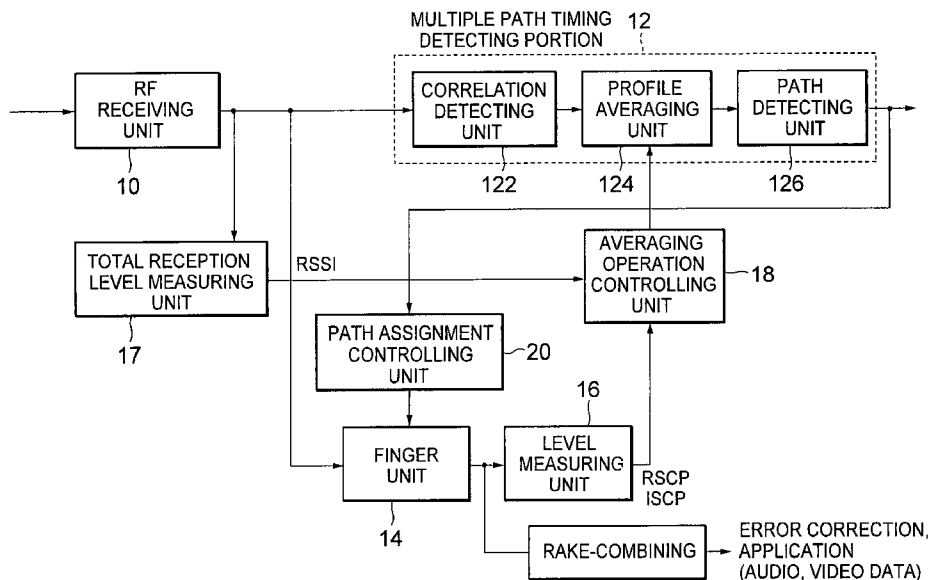 MULTIPLE PATH TIMING
DETECTING PORTION
12
RF
RECEIVING
UNIT
10
CORRELATION
DETECTING
UNIT
122
PROFILE
AVERAGING
UNIT
124
PATH
DETECTING
UNIT
126
TOTAL RECEPTION
LEVEL MEASURING
UNIT
17
RSSI
AVERAGING
OPERATION
CONTROLLING
UNIT
18
PATH ASSIGNMENT
CONTROLLING
UNIT
20
FINGER
UNIT
14
16
LEVEL
MEASURING
UNIT
RSCP
ISCP
RAKE-COMBINING
ERROR CORRECTION,
APPLICATION
(AUDIO, VIDEO DATA)